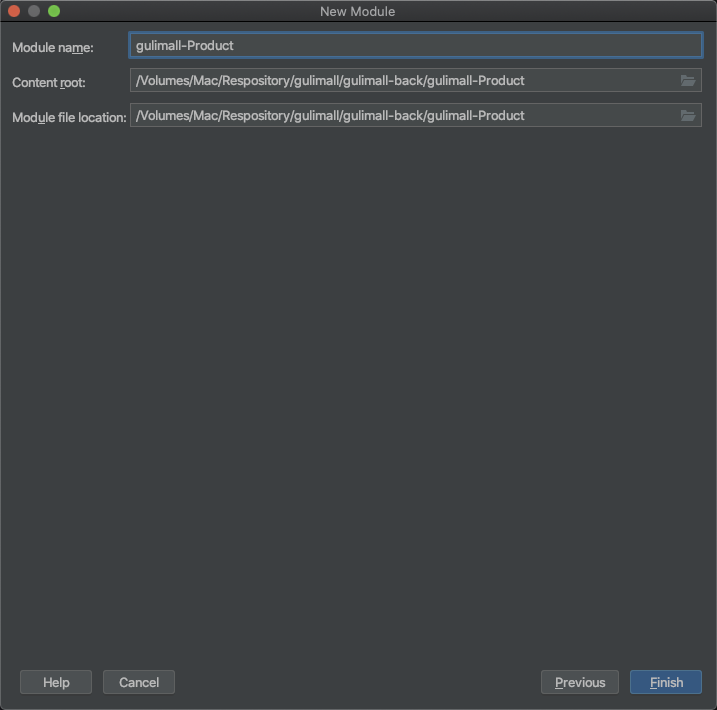 New Module
Module name: gulimall-Product
Content root: /Volumes/Mac/Respository/gulimall/gulimall-back/gulimall-Product
Module file location: /Volumes/Mac/Respository/gulimall/gulimall-back/gulimall-Product
Help Cancel Previous Finish